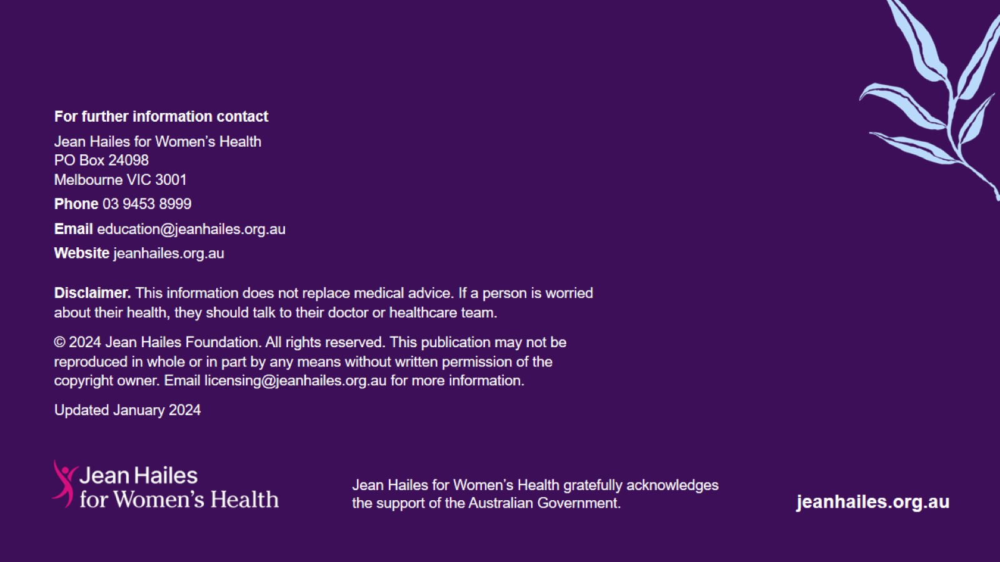 For further information contact
Jean Hailes for Women’s Health
PO Box 24098
Melbourne VIC 3001
Phone 03 9453 8999
Email education@jeanhailes.org.au
Website jeanhailes.org.au
Disclaimer. This information does not replace medical advice. If a person is worried
about their health, they should talk to their doctor or healthcare team.
© 2024 Jean Hailes Foundation. All rights reserved. This publication may not be
reproduced in whole or in part by any means without written permission of the
copyright owner. Email licensing@jeanhailes.org.au for more information.
Updated January 2024
Jean Hailes
for Women’s Health
Jean Hailes for Women’s Health gratefully acknowledges
the support of the Australian Government.
jeanhailes.org.au